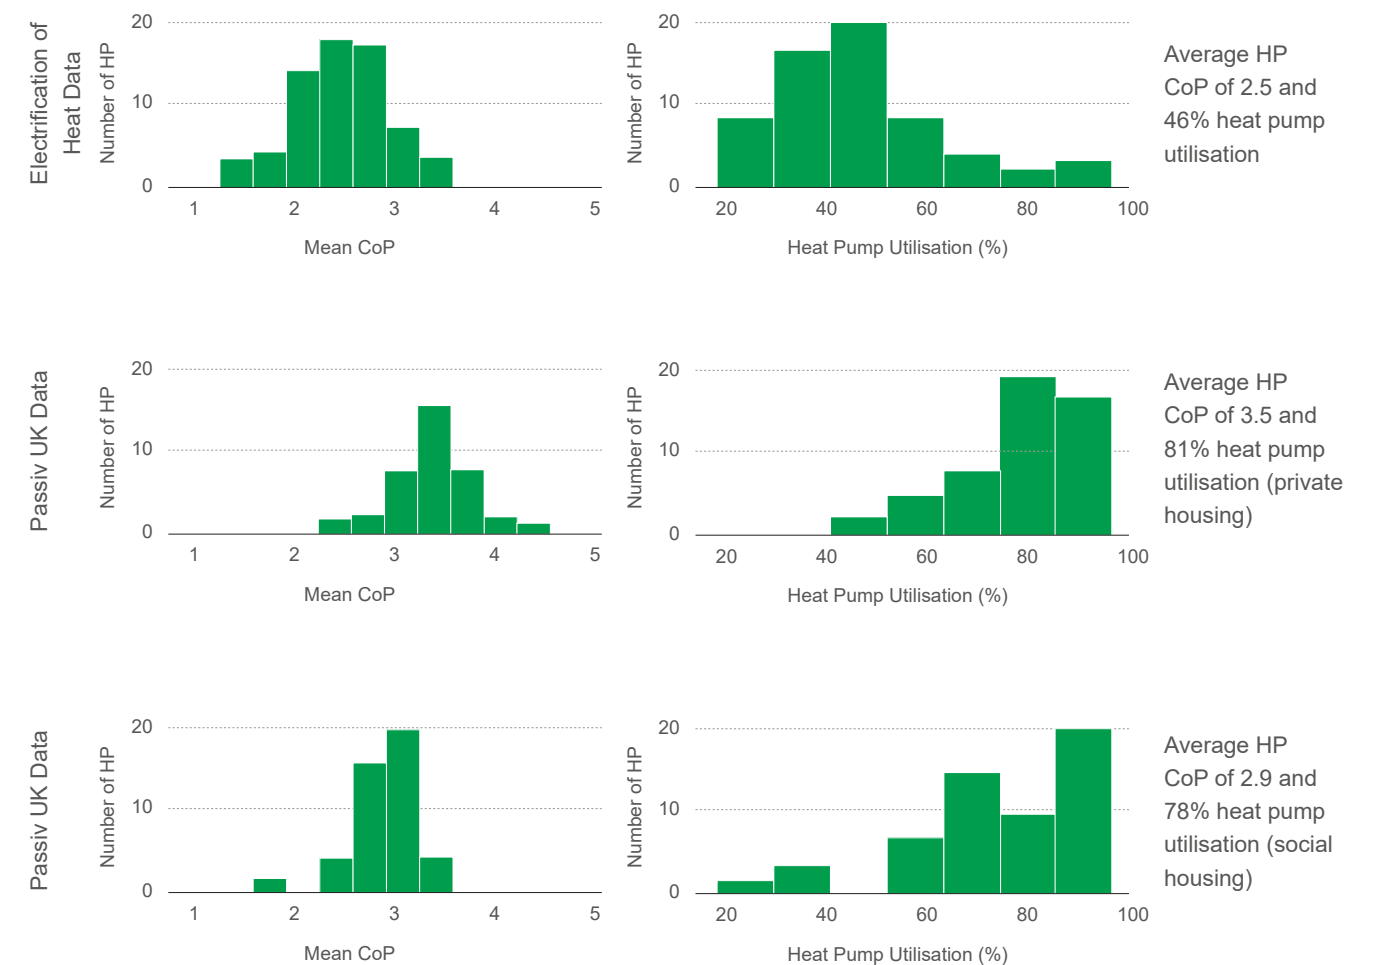 Electrification of
Heat Data
Number of HP
20
10
0
1 2 3 4 5
Mean CoP
Number of HP
20
10
0
20 40 60 80 100
Heat Pump Utilisation (%)
Average HP
CoP of 2.5 and
46% heat pump
utilisation
Passiv UK Data
Number of HP
20
10
0
1 2 3 4 5
Mean CoP
Number of HP
20
10
0
20 40 60 80 100
Heat Pump Utilisation (%)
Average HP
CoP of 3.5 and
81% heat pump
utilisation (private
housing)
Passiv UK Data
Number of HP
20
10
0
1 2 3 4 5
Mean CoP
Number of HP
20
10
0
20 40 60 80 100
Heat Pump Utilisation (%)
Average HP
CoP of 2.9 and
78% heat pump
utilisation (social
housing)